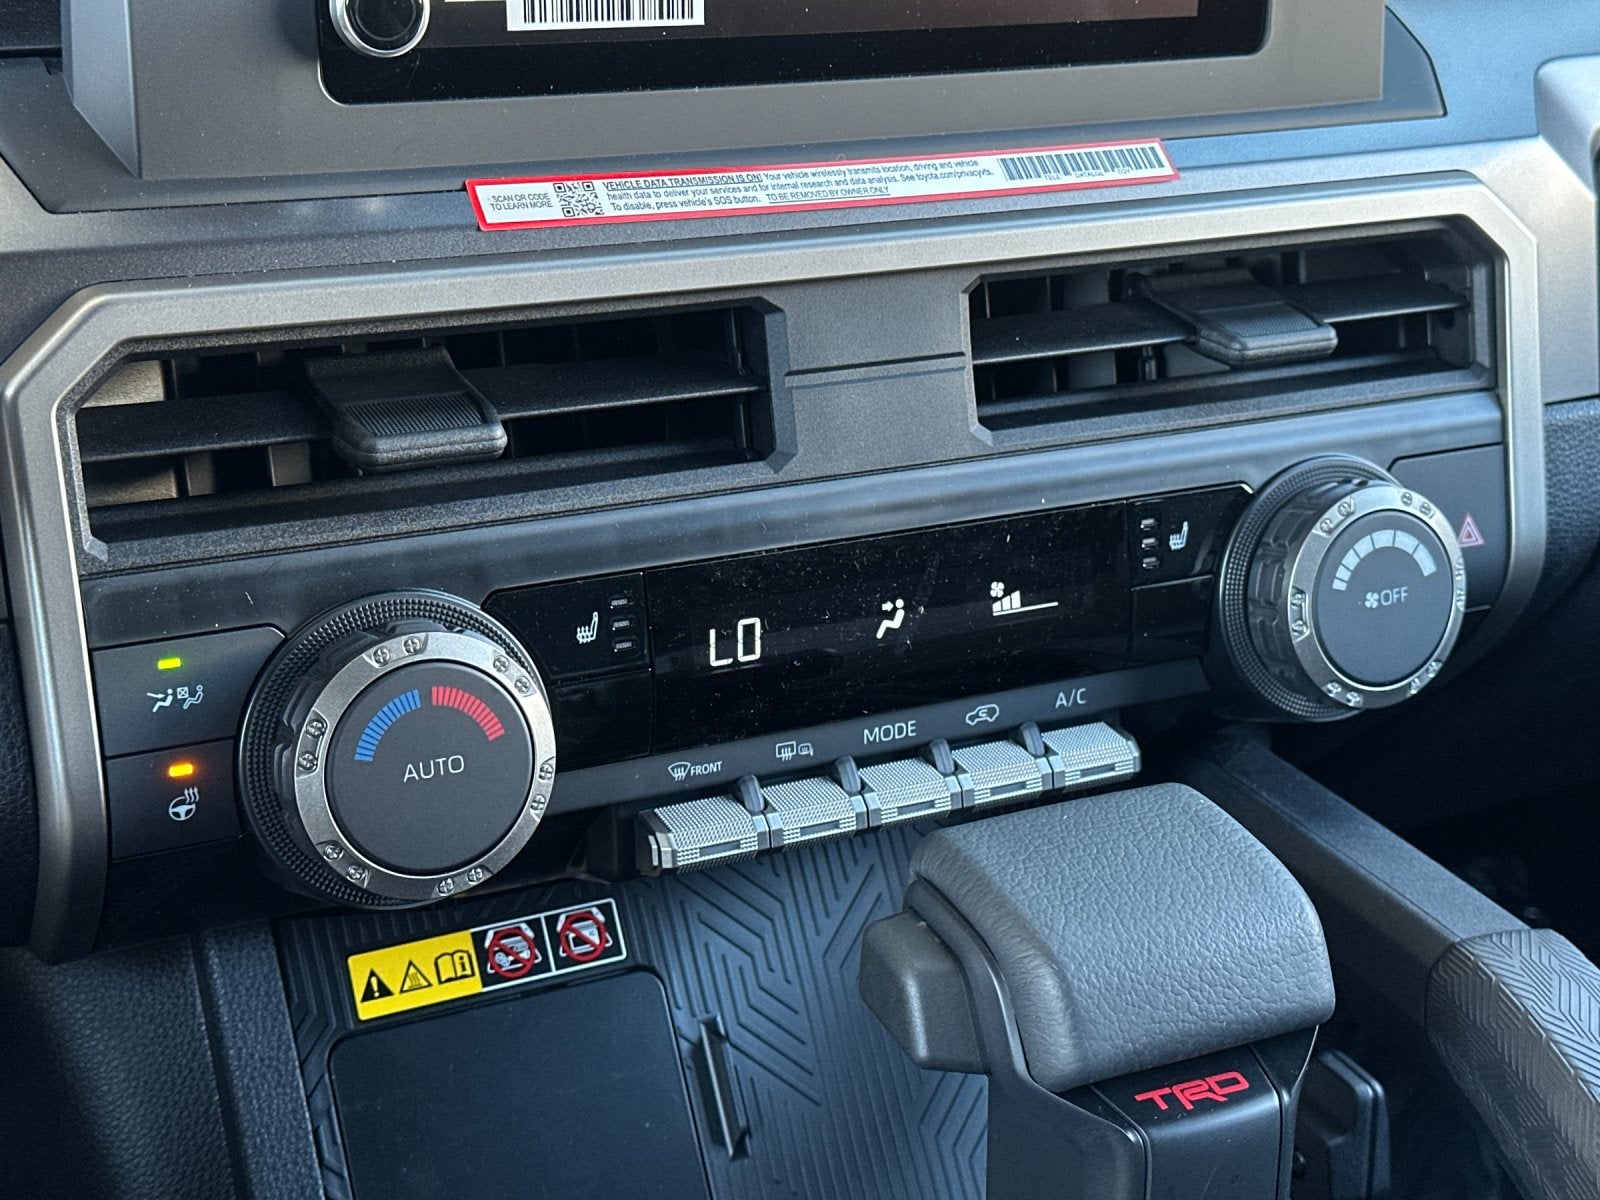 SCAN QR CODE
TO LEARN MORE
VEHICLE DATA TRANSMISSION IS ON! Your vehicle wirelessly transmits location, driving and vehicle
health data to deliver your services and for internal research and data analysis. See toyota.com/privacyvts.
To disable, press vehicle's SOS button. TO BE REMOVED BY OWNER ONLY
LO
OFF
AUTO
FRONT
MODE
A/C
TRD